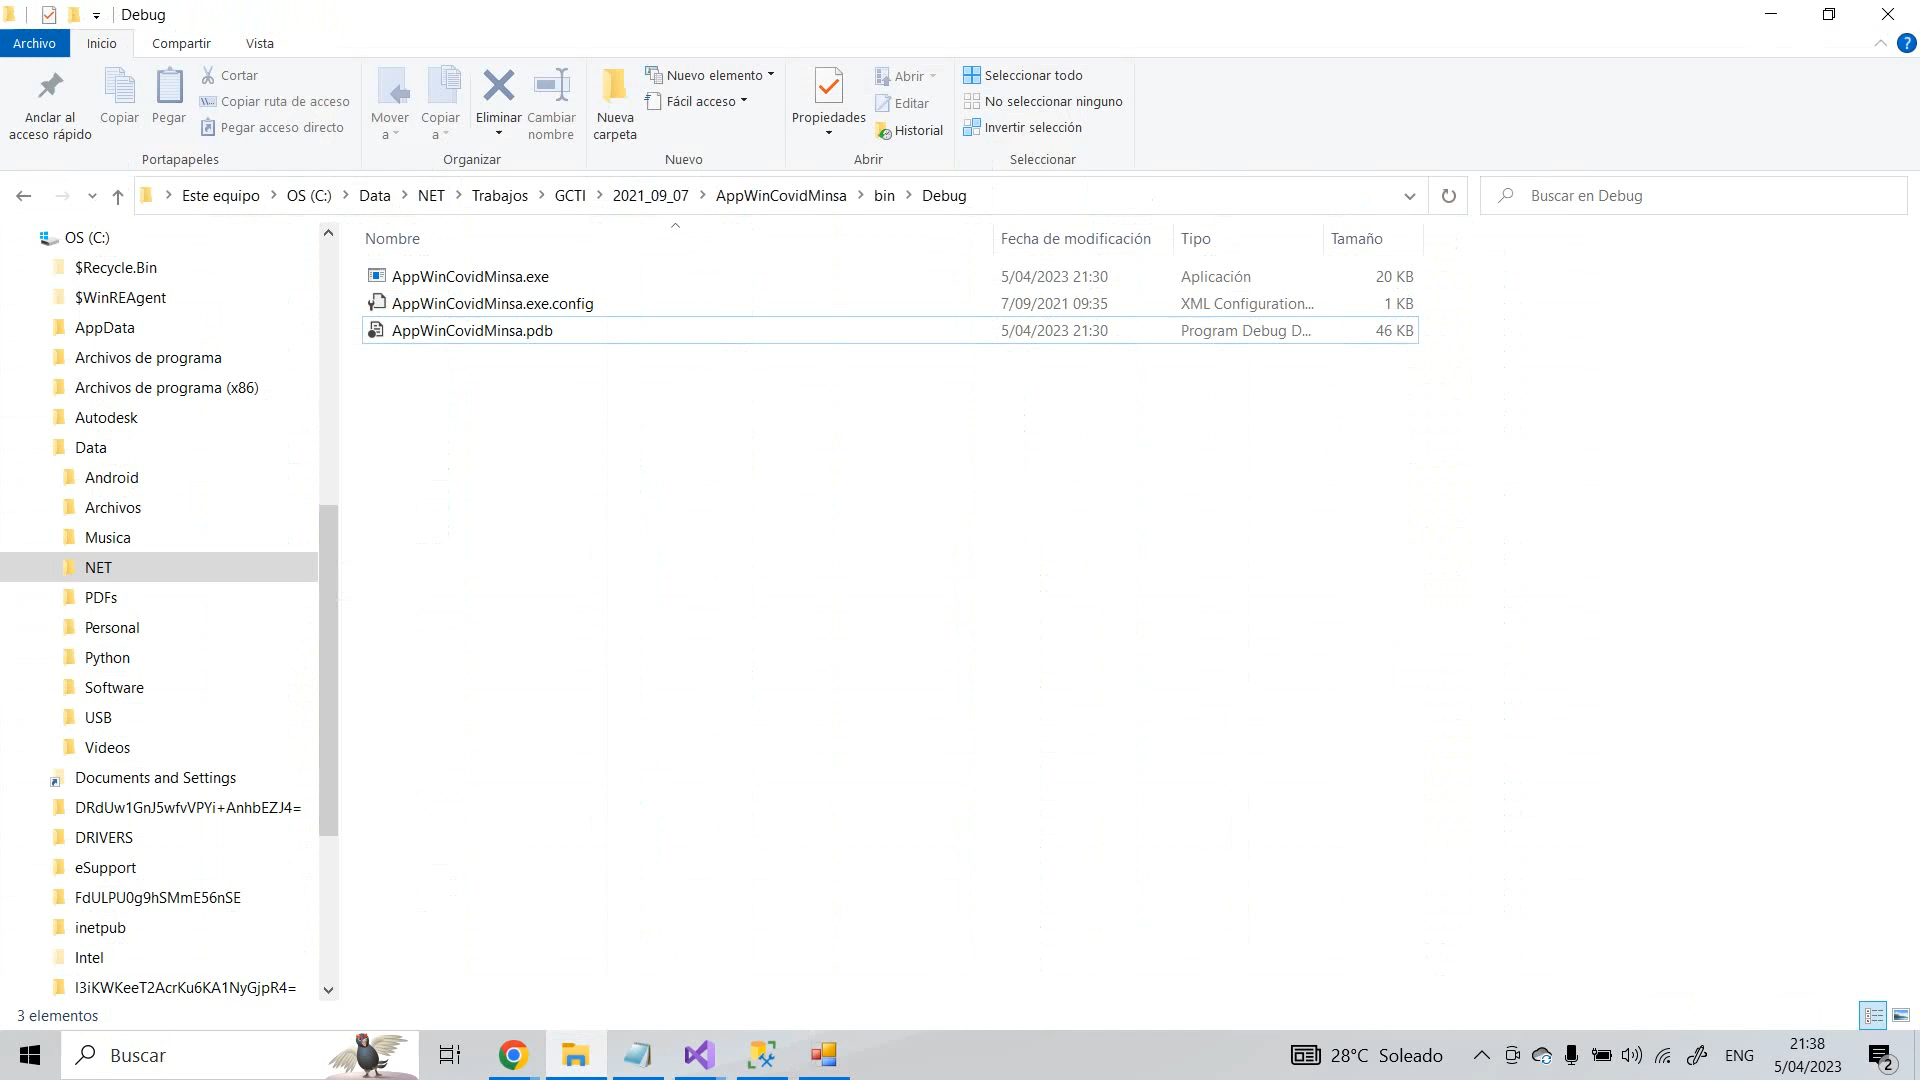 Debug
Archivo Inicio Compartir Vista
Anclar al acceso rápido
Copiar
Pegar
Cortar
Copiar ruta de acceso
Pegar acceso directo
Portapapeles
Mover a
Copiar a
Eliminar
Cambiar nombre
Organizar
Nueva carpeta
Nuevo elemento
Fácil acceso
Nuevo
Propiedades
Abrir
Editar
Historial
Abrir
Seleccionar todo
No seleccionar ninguno
Invertir selección
Seleccionar
Este equipo > OS (C:) > Data > NET > Trabajos > GCTI > 2021_09_07 > AppWinCovidMinsa > bin > Debug
Buscar en Debug
OS (C:)
$Recycle.Bin
$WinREAgent
AppData
Archivos de programa
Archivos de programa (x86)
Autodesk
Data
Android
Archivos
Musica
NET
PDFs
Personal
Python
Software
USB
Videos
Documents and Settings
DRdUw1GnJ5wfvVPYi+AnhbEZJ4=
DRIVERS
eSupport
FdULPU0g9hSMmE56nSE
inetpub
Intel
I3iKWKeeT2AcrKu6KA1NyGjpR4=
Nombre Fecha de modificación Tipo Tamaño
AppWinCovidMinsa.exe 5/04/2023 21:30 Aplicación 20 KB
AppWinCovidMinsa.exe.config 7/09/2021 09:35 XML Configuration... 1 KB
AppWinCovidMinsa.pdb 5/04/2023 21:30 Program Debug D... 46 KB
3 elementos
Buscar
28°C Soleado
ENG
21:38
5/04/2023
2